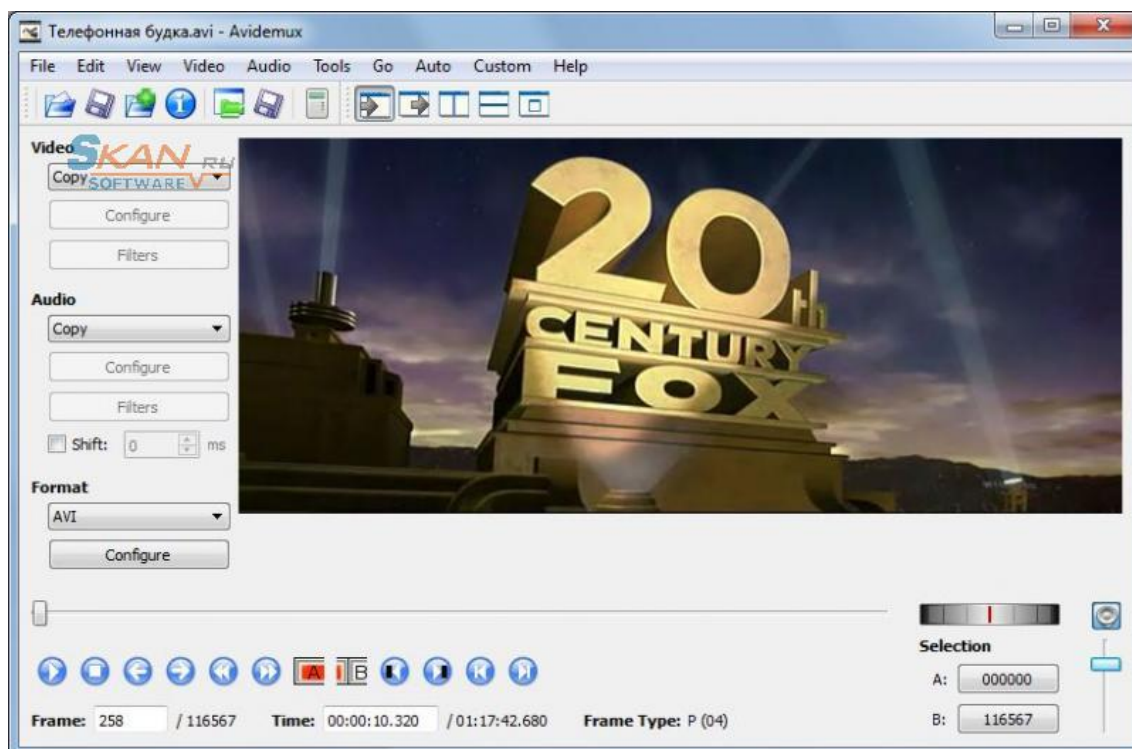 Телефонная будка.avi - Avidemux
File Edit View Video Audio Tools Go Auto Custom Help
Video
SKAN RU
SOFTWARE
Copy
Configure
Filters
Audio
Copy
Configure
Filters
Shift: 0 ms
Format
AVI
Configure
20th
CENTURY
FOX
Selection
A B
A: 000000
Frame: 258 / 116567 Time: 00:00:10.320 / 01:17:42.680 Frame Type: P (04)
B: 116567